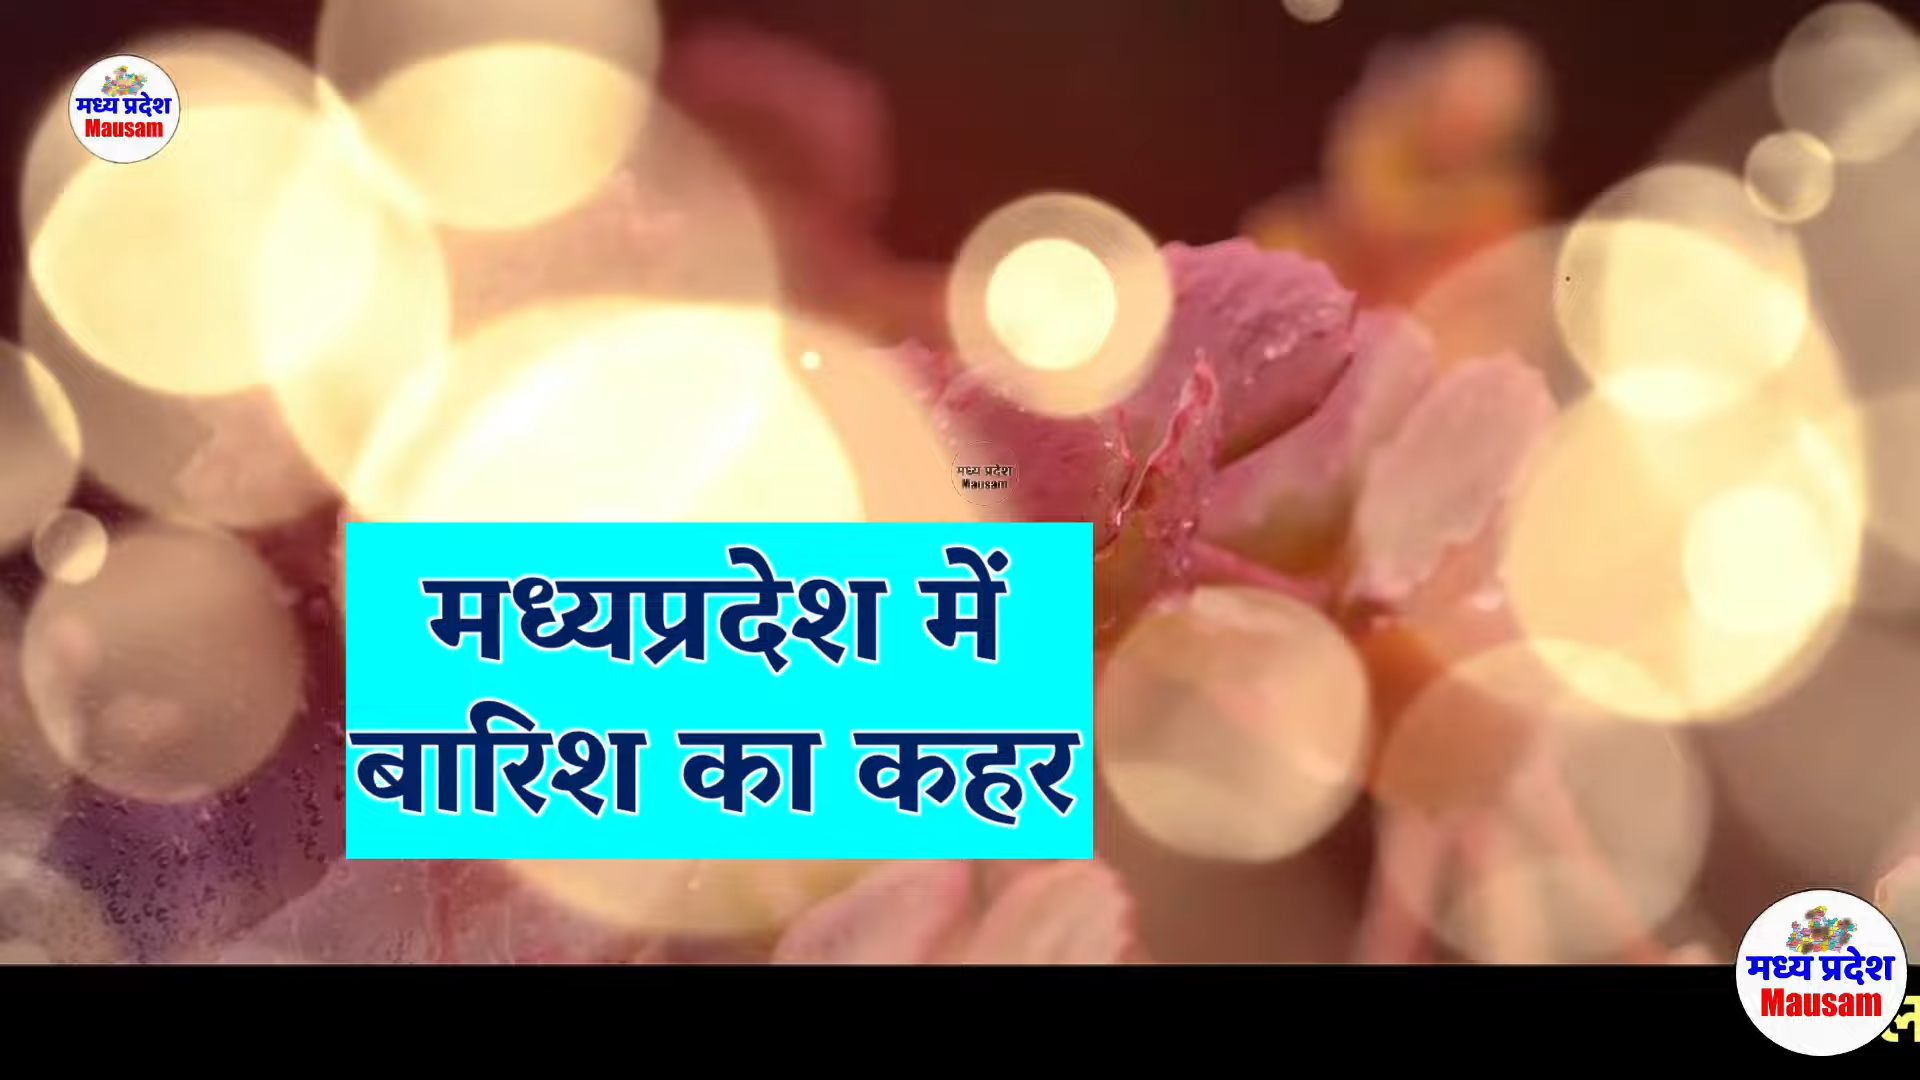 मध्य प्रदेश
Mausam
मध्य प्रदेश
Mausam
मध्यप्रदेश में
बारिश का कहर
मध्य प्रदेश
Mausam